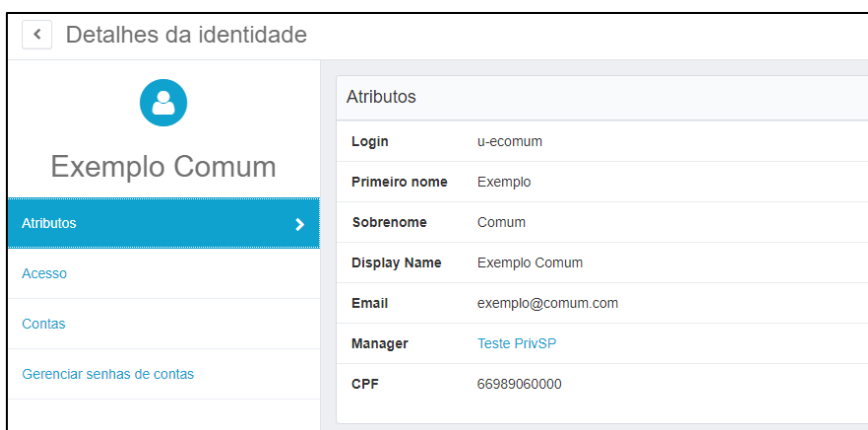 Detalhes da identidade
Exemplo Comum
Atributos
Acesso
Contas
Gerenciar senhas de contas
Atributos
Login u-ecomum
Primeiro nome Exemplo
Sobrenome Comum
Display Name Exemplo Comum
Email exemplo@comum.com
Manager Teste PrivSP
CPF 66989060000